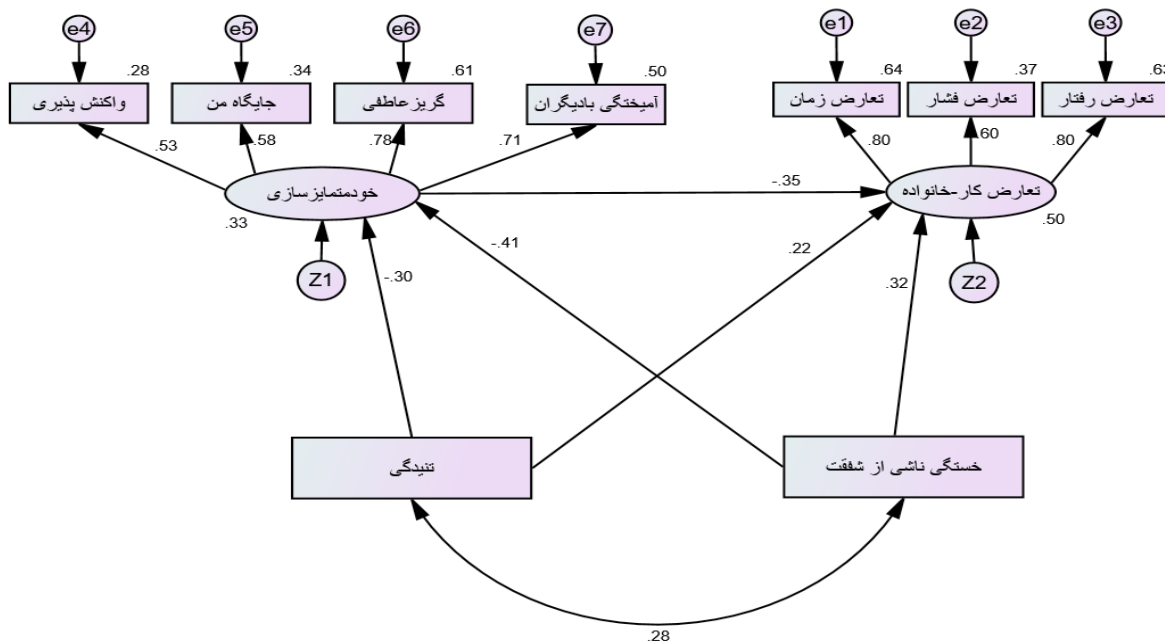 e4
e5
e6
e7
e1
e2
e3
.28
.34
.61
.50
.64
.37
.63
واکنش پذیری
جایگاه من
گریزعاطفی
آمیختگی بادیگران
تعارض زمان
تعارض فشار
تعارض رفتار
.53
.58
.78
.71
.80
.60
.80
خودمتمایزسازی
-.35
تعارض کار-خانواده
.33
.50
Z1
-.41
.22
Z2
-.30
.32
تنیدگی
خستگی ناشی از شفقت
.28